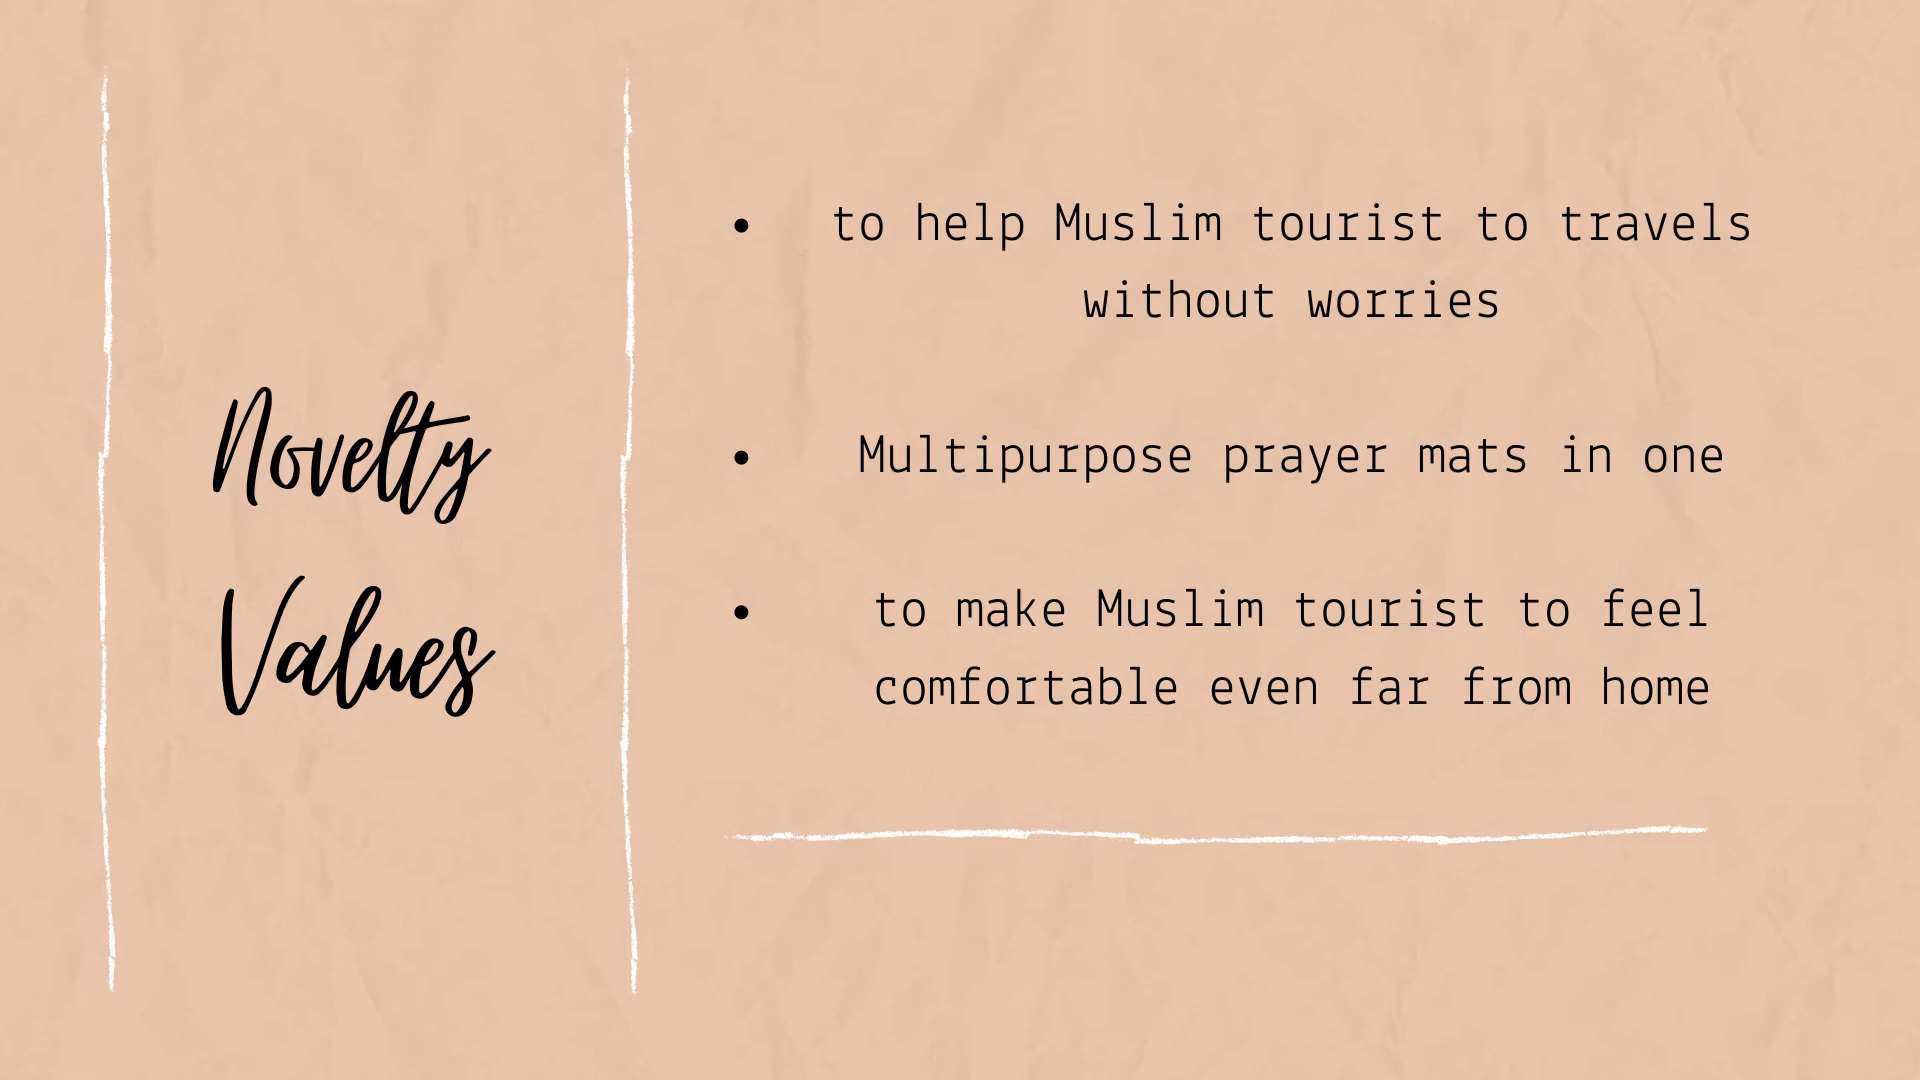 Novelty
Values
• to help Muslim tourist to travels
without worries
• Multipurpose prayer mats in one
• to make Muslim tourist to feel
comfortable even far from home